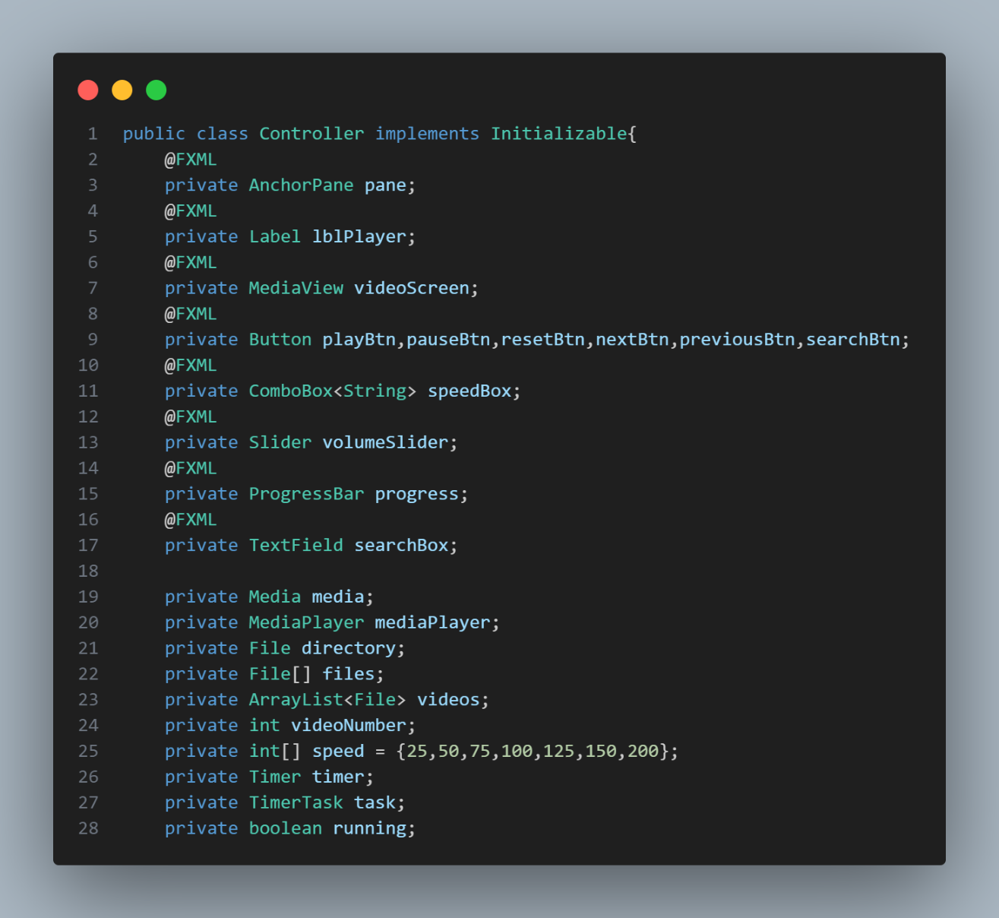 1 public class Controller implements Initializable{
2 @FXML
3 private AnchorPane pane;
4 @FXML
5 private Label lblPlayer;
6 @FXML
7 private MediaView videoScreen;
8 @FXML
9 private Button playBtn,pauseBtn,resetBtn,nextBtn,previousBtn,searchBtn;
10 @FXML
11 private ComboBox<String> speedBox;
12 @FXML
13 private Slider volumeSlider;
14 @FXML
15 private ProgressBar progress;
16 @FXML
17 private TextField searchBox;
18
19 private Media media;
20 private MediaPlayer mediaPlayer;
21 private File directory;
22 private File[] files;
23 private ArrayList<File> videos;
24 private int videoNumber;
25 private int[] speed = {25,50,75,100,125,150,200};
26 private Timer timer;
27 private TimerTask task;
28 private boolean running;